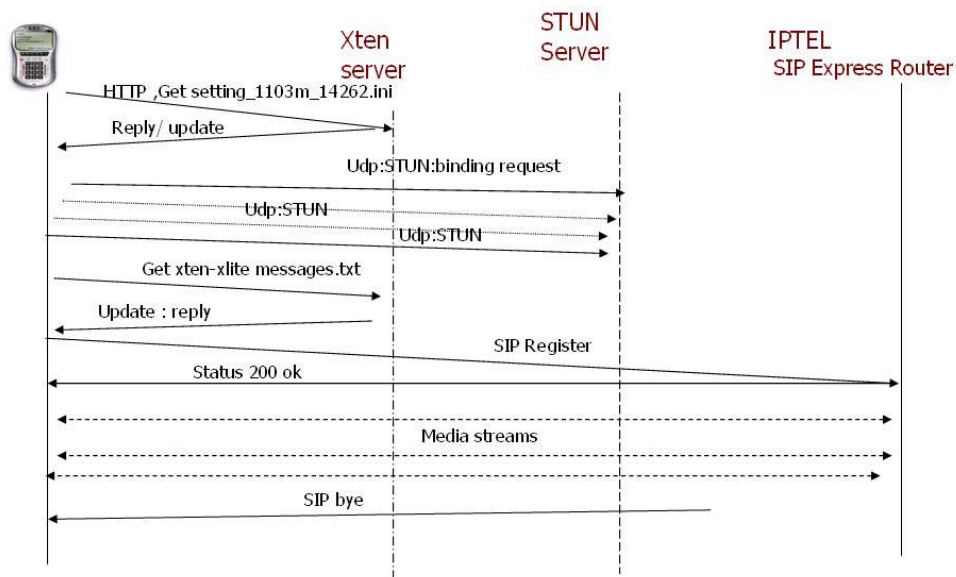 Xten
server
STUN
Server
IPTEL
SIP Express Router
HTTP ,Get setting_1103m_14262.ini
Reply/ update
Udp:STUN:binding request
Udp:STUN
Udp:STUN
Get xten-xlite messages.txt
Update : reply
SIP Register
Status 200 ok
Media streams
SIP bye